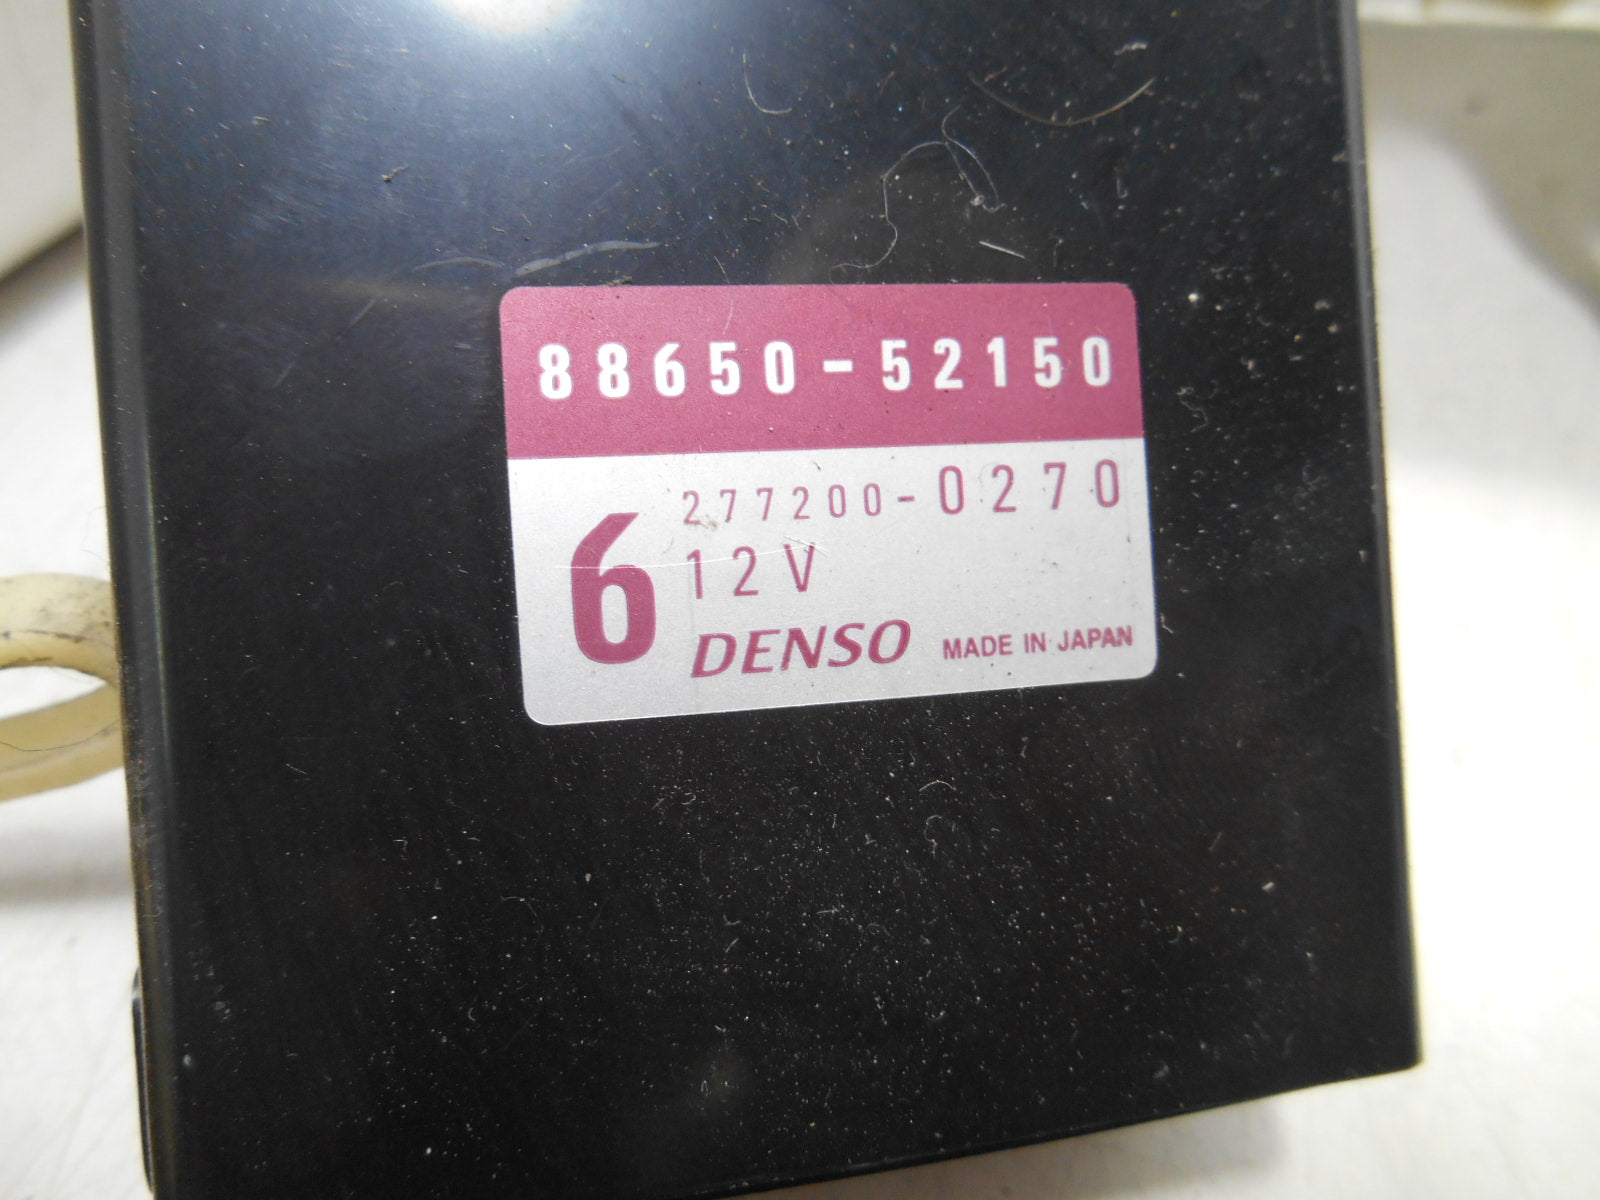 88650-52150
277200-0270
6 12V
DENSO MADE IN JAPAN